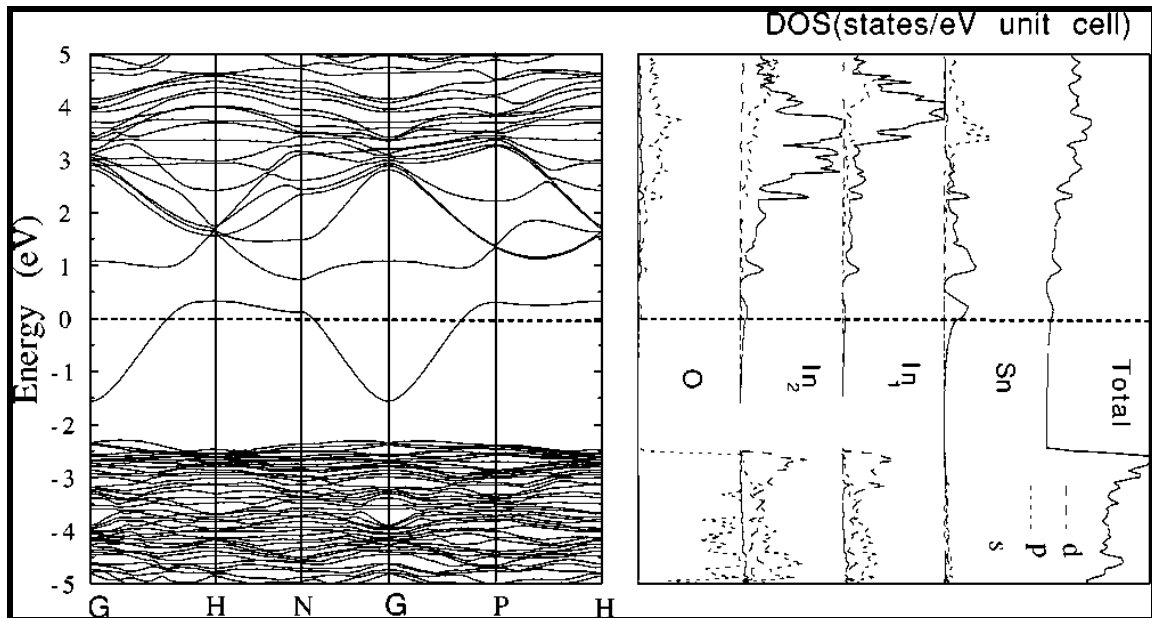 DOS(states/eV unit cell)
Energy (eV)
5
4
3
2
1
0
-1
-2
-3
-4
-5
G H N G P H
O
In2
In1
Sn
Total
d
p
s